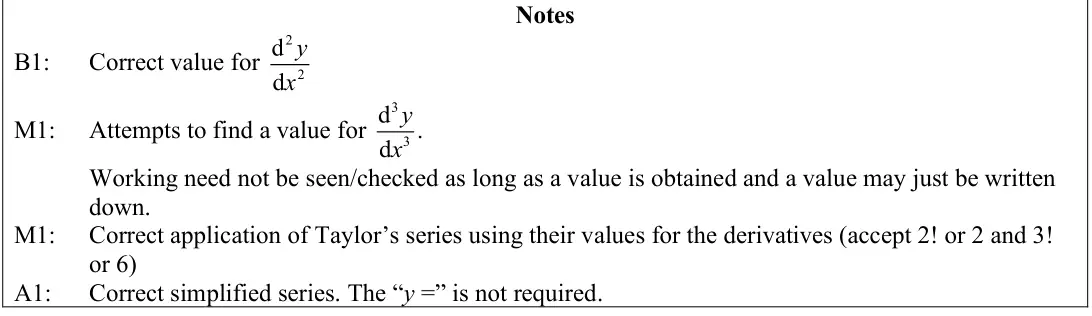 Notes
B1: Correct value for d²y/dx²
M1: Attempts to find a value for d³y/dx³.
Working need not be seen/checked as long as a value is obtained and a value may just be written
down.
M1: Correct application of Taylor’s series using their values for the derivatives (accept 2! or 2 and 3!
or 6)
A1: Correct simplified series. The “y =” is not required.